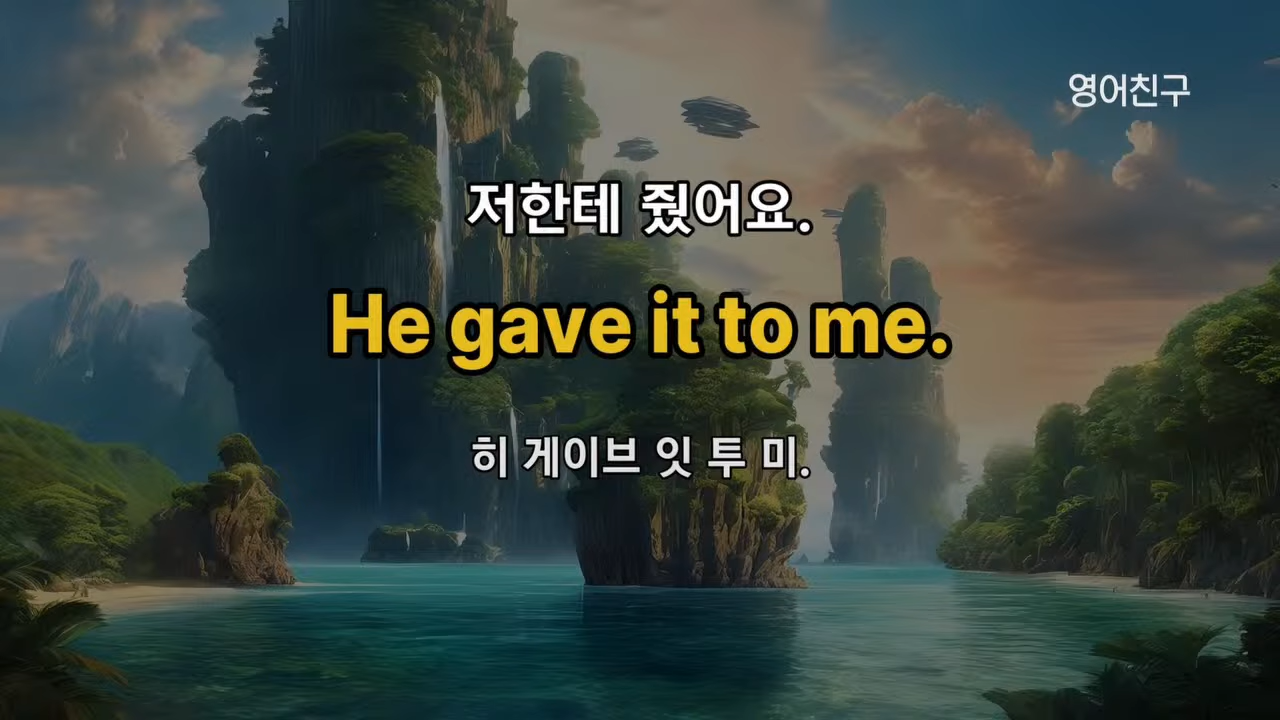 영어친구
저한테 줬어요.
He gave it to me.
히 게이브 잇 투 미.